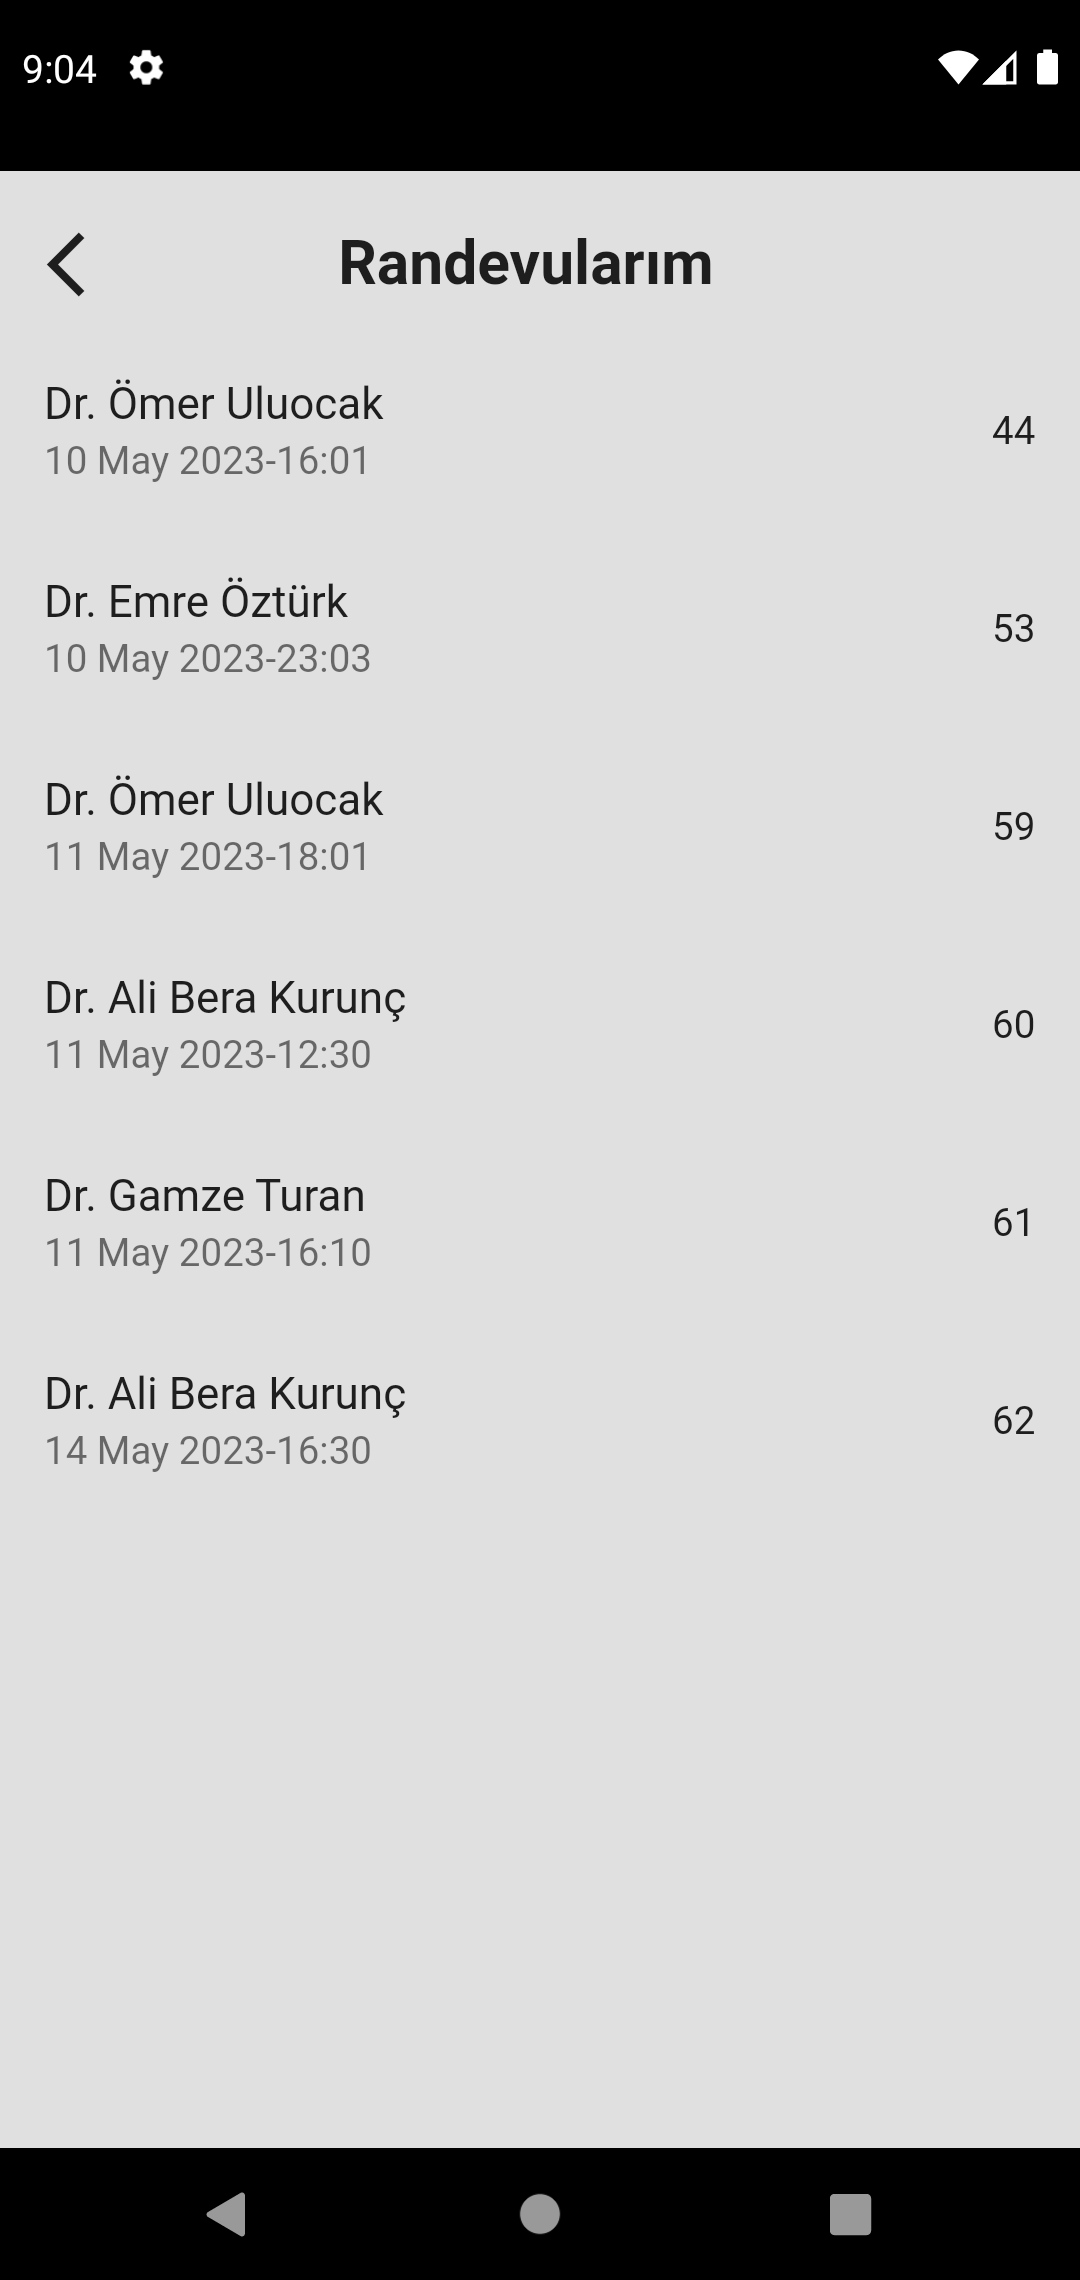 9:04
Randevularım
Dr. Ömer Uluocak
10 May 2023-16:01
44
Dr. Emre Öztürk
10 May 2023-23:03
53
Dr. Ömer Uluocak
11 May 2023-18:01
59
Dr. Ali Bera Kurunç
11 May 2023-12:30
60
Dr. Gamze Turan
11 May 2023-16:10
61
Dr. Ali Bera Kurunç
14 May 2023-16:30
62